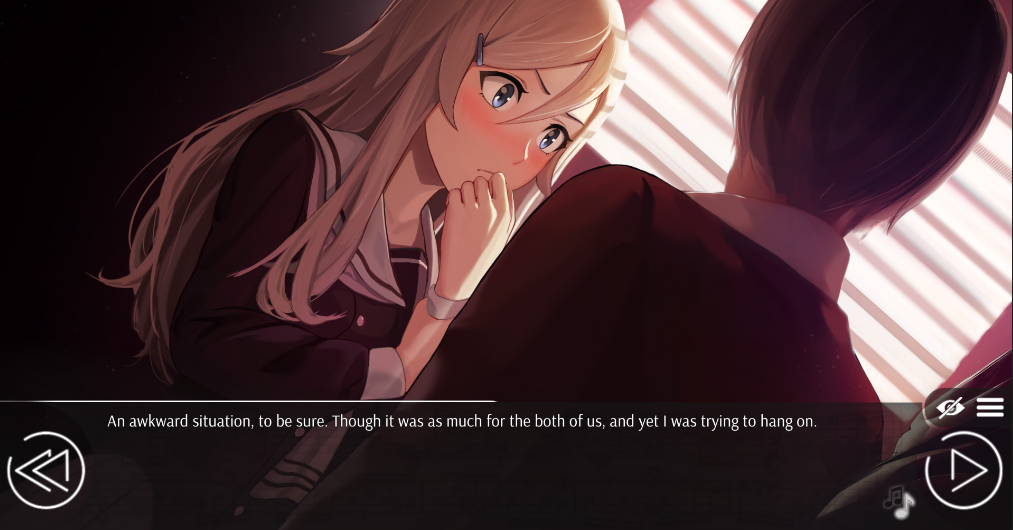 An awkward situation, to be sure. Though it was as much for the both of us, and yet I was trying to hang on.